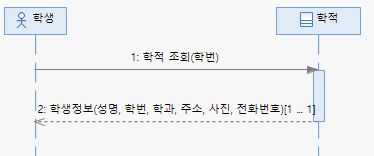 학생
학적
1: 학적 조회(학번)
2: 학생정보(성명, 학번, 학과, 주소, 사진, 전화번호)[1 ... 1]